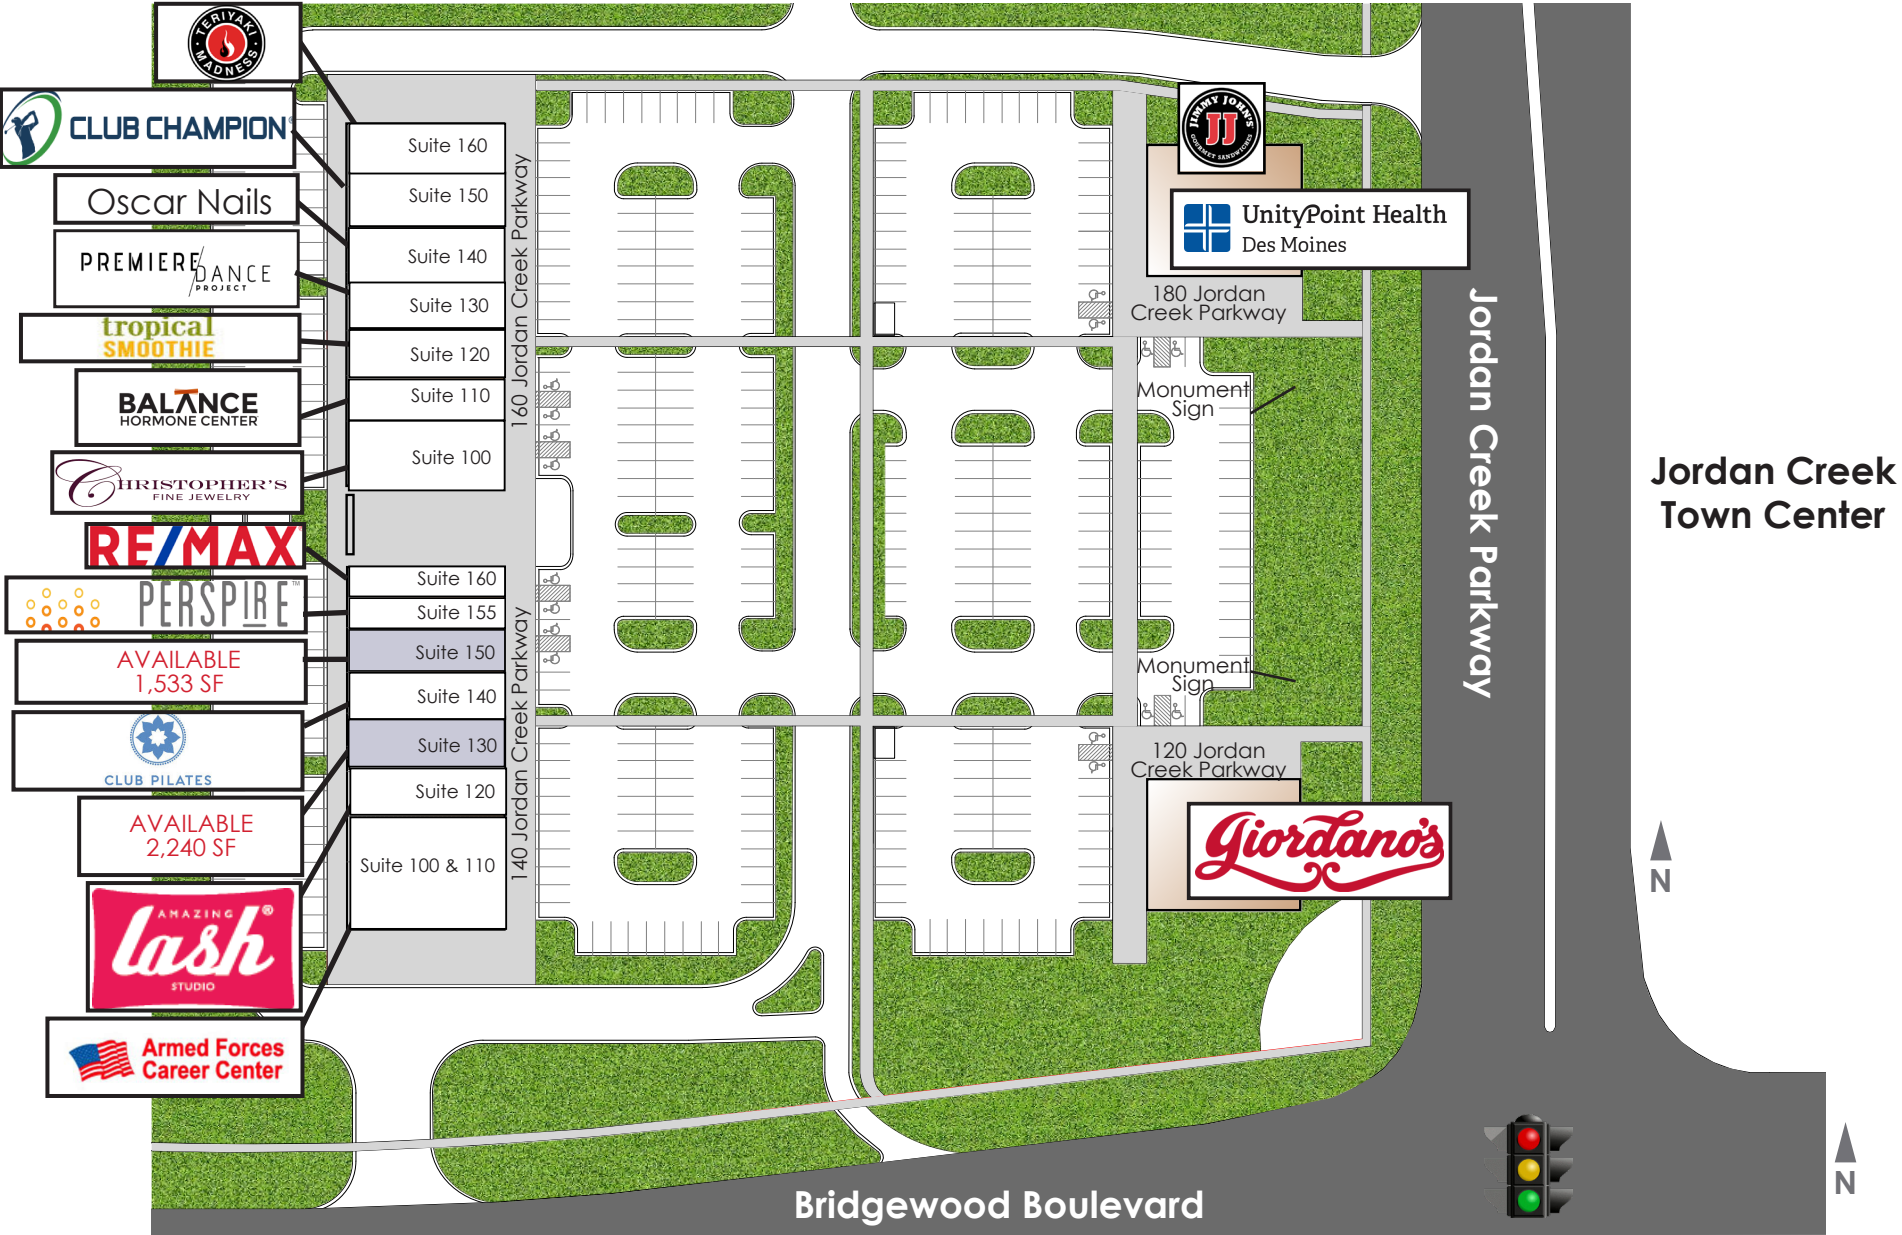 TERIYAKI
MADNESS
CLUB CHAMPION
Oscar Nails
PREMIERE/DANCE
PROJECT
tropical
SMOOTHIE
BALANCE
HORMONE CENTER
CHRISTOPHER'S
FINE JEWELRY
RE/MAX
PERSPIRE™
AVAILABLE
1,533 SF
CLUB PILATES
AVAILABLE
2,240 SF
AMAZING
lash®
STUDIO
Armed Forces
Career Center
Suite 160
Suite 150
Suite 140
Suite 130
Suite 120
Suite 110
Suite 100
160 Jordan Creek Parkway
Suite 160
Suite 155
Suite 150
Suite 140
Suite 130
Suite 120
Suite 100 & 110
140 Jordan Creek Parkway
JIMMY JOHN'S
JJ
GOURMET SANDWICHES
UnityPoint Health
Des Moines
180 Jordan
Creek Parkway
Monument
Sign
Monument
Sign
120 Jordan
Creek Parkway
Giordano's
Jordan Creek Parkway
Jordan Creek
Town Center
N
N
Bridgewood Boulevard